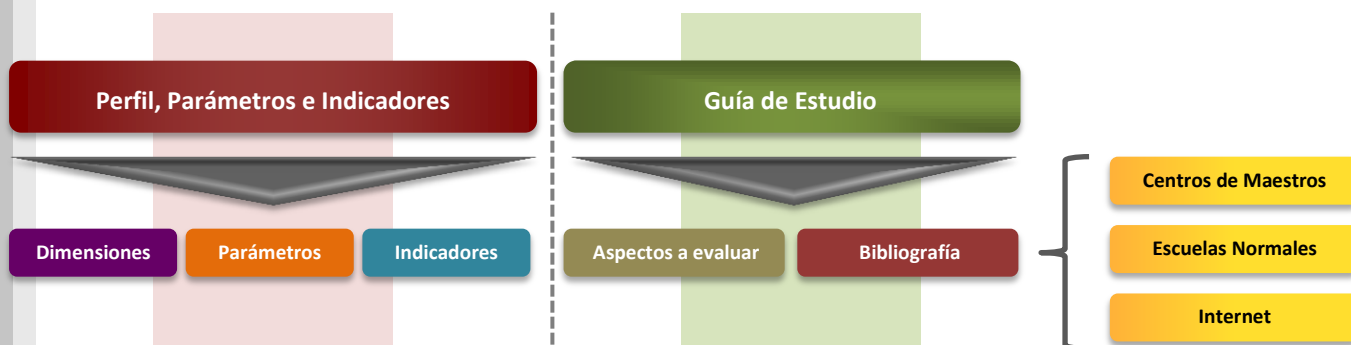 Perfil, Parámetros e Indicadores
Guía de Estudio
Dimensiones
Parámetros
Indicadores
Aspectos a evaluar
Bibliografía
Centros de Maestros
Escuelas Normales
Internet